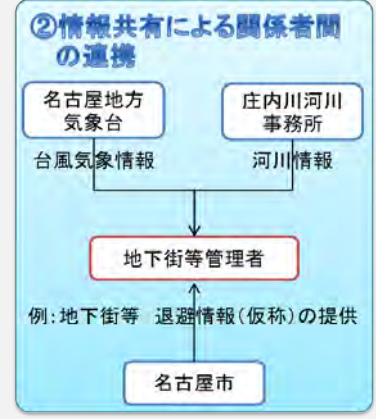 ②情報共有による関係者間
の連携
名古屋地方
気象台
庄内川河川
事務所
台風気象情報
河川情報
地下街等管理者
例:地下街等 退避情報(仮称)の提供
名古屋市